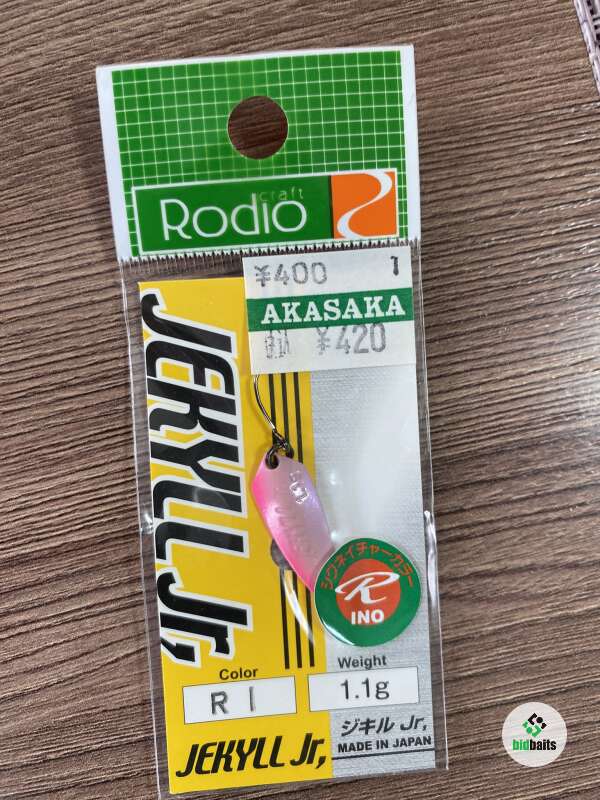 craft
Rodio
¥400 1
AKASAKA
¥420
JEKYLL Jr,
シグネイチャーカラー
R
INO
Color
R I
Weight
1.1g
ジキル Jr,
MADE IN JAPAN
JEKYLL Jr,
bidbaits